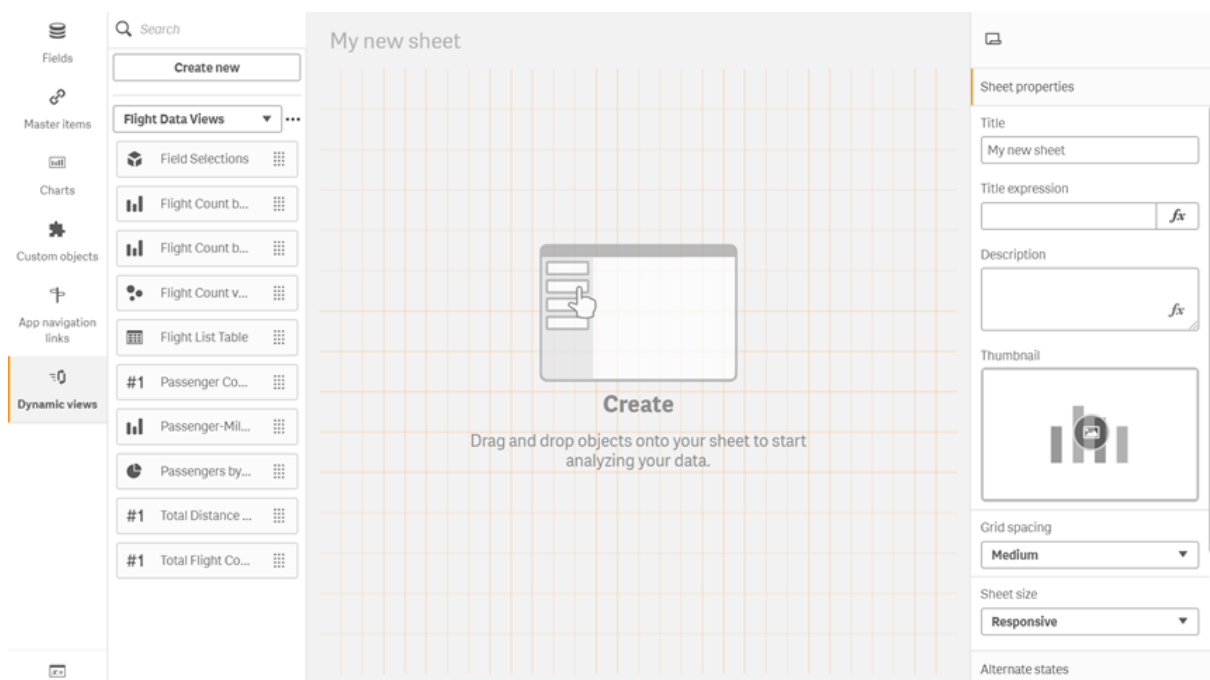 Fields
Master items
Charts
Custom objects
App navigation
links
Dynamic views
Search
Create new
Flight Data Views
Field Selections
Flight Count b...
Flight Count b...
Flight Count v...
Flight List Table
#1 Passenger Co...
Passenger-Mil...
Passengers by...
#1 Total Distance ...
#1 Total Flight Co...
My new sheet
Create
Drag and drop objects onto your sheet to start
analyzing your data.
Sheet properties
Title
My new sheet
Title expression
fx
Description
fx
Thumbnail
Grid spacing
Medium
Sheet size
Responsive
Alternate states